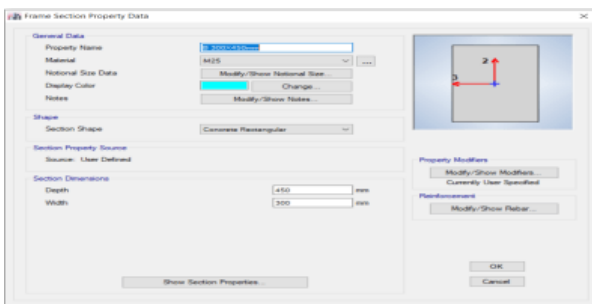 Frame Section Property Data
General Data
Property Name B 300X450mm
Material M25 ...
Notional Size Data Modify/Show Notional Size...
Display Color Change...
Notes Modify/Show Notes...
Shape
Section Shape Concrete Rectangular
Section Property Source
Source: User Defined
Section Dimensions
Depth 450 mm
Width 300 mm
Show Section Properties...
2
3
Property Modifiers
Modify/Show Modifiers...
Currently User Specified
Reinforcement
Modify/Show Rebar...
OK
Cancel